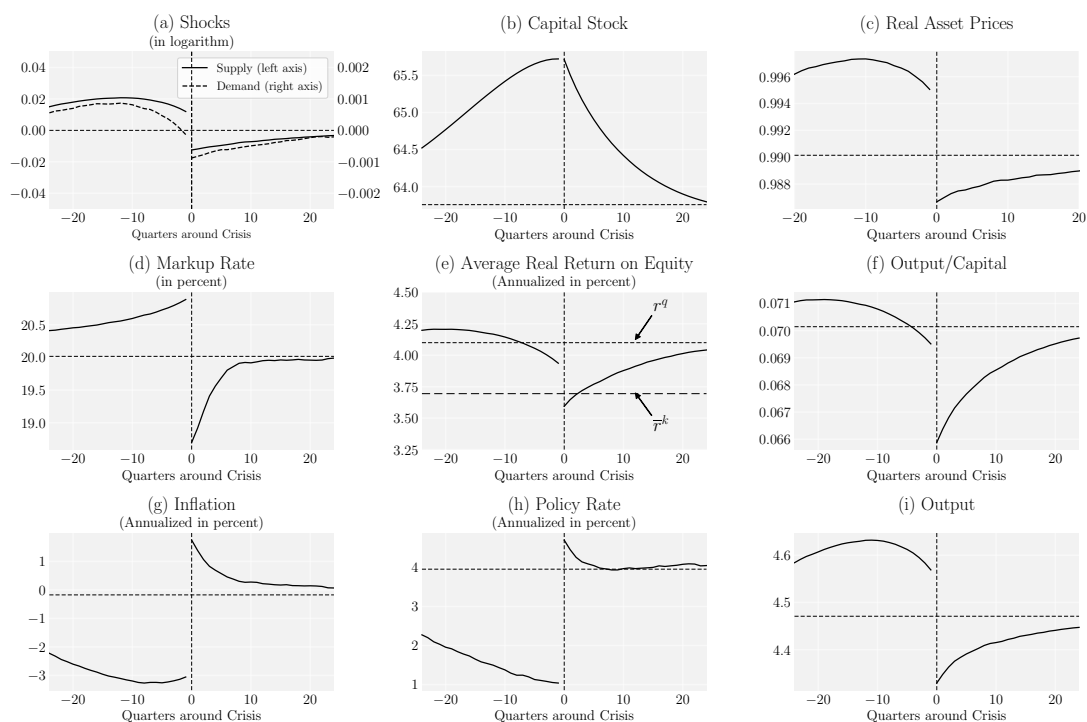 (a) Shocks
(in logarithm)
0.04
0.02
0.00
−0.02
−0.04
0.002
0.001
0.000
−0.001
−0.002
Supply (left axis)
Demand (right axis)
−20 −10 0 10 20
Quarters around Crisis
(b) Capital Stock
65.5
65.0
64.5
64.0
−20 −10 0 10 20
Quarters around Crisis
(c) Real Asset Prices
0.996
0.994
0.992
0.990
0.988
−20 −10 0 10 20
Quarters around Crisis
(d) Markup Rate
(in percent)
20.5
20.0
19.5
19.0
−20 −10 0 10 20
Quarters around Crisis
(e) Average Real Return on Equity
(Annualized in percent)
4.50
4.25
4.00
3.75
3.50
3.25
r^q
r̅^k
−20 −10 0 10 20
Quarters around Crisis
(f) Output/Capital
0.071
0.070
0.069
0.068
0.067
0.066
−20 −10 0 10 20
Quarters around Crisis
(g) Inflation
(Annualized in percent)
1
0
−1
−2
−3
−20 −10 0 10 20
Quarters around Crisis
(h) Policy Rate
(Annualized in percent)
4
3
2
1
−20 −10 0 10 20
Quarters around Crisis
(i) Output
4.6
4.5
4.4
−20 −10 0 10 20
Quarters around Crisis